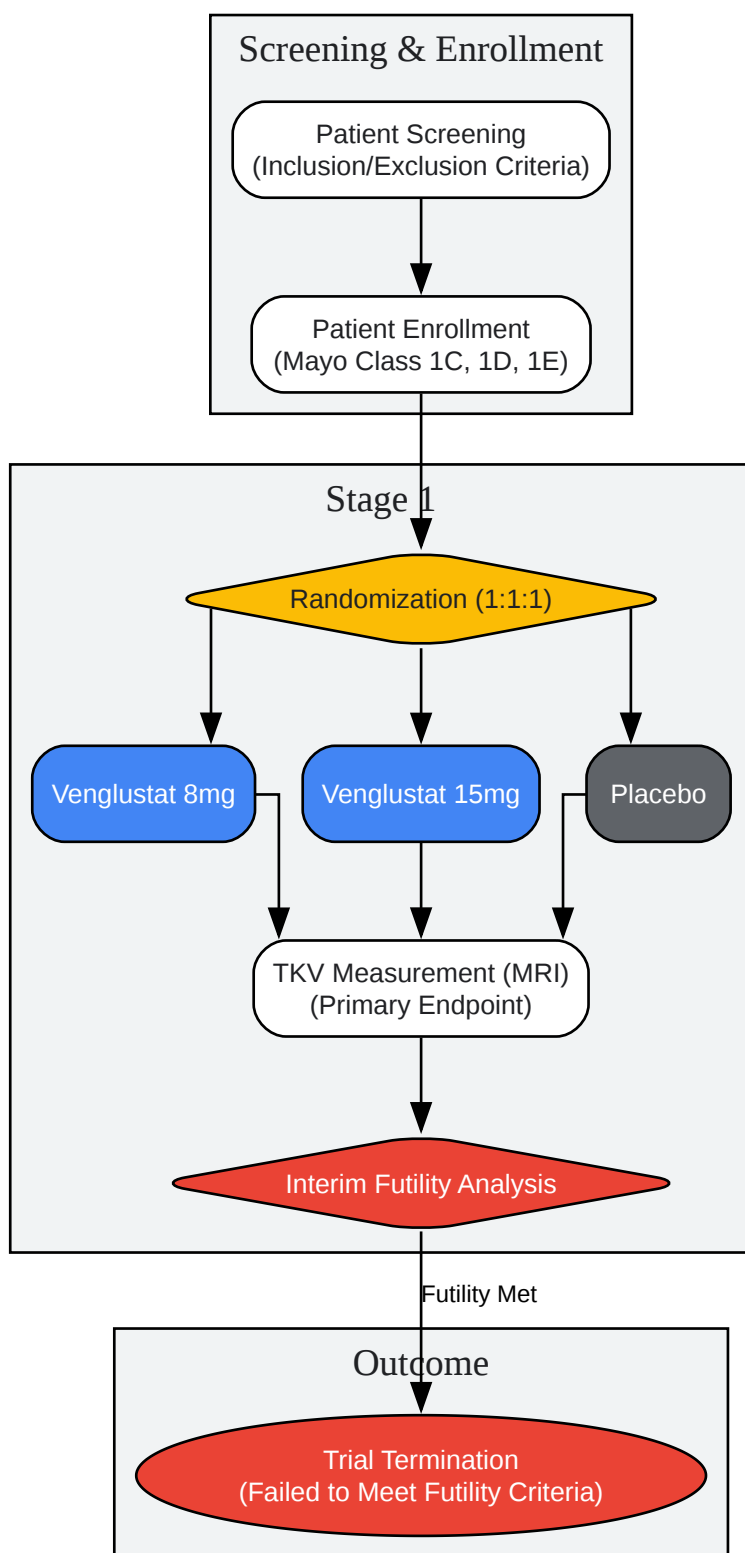 Screening & Enrollment
Patient Screening
(Inclusion/Exclusion Criteria)
Patient Enrollment
(Mayo Class 1C, 1D, 1E)
Stage 1
Randomization (1:1:1)
Venglustat 8mg
Venglustat 15mg
Placebo
TKV Measurement (MRI)
(Primary Endpoint)
Interim Futility Analysis
Futility Met
Outcome
Trial Termination
(Failed to Meet Futility Criteria)